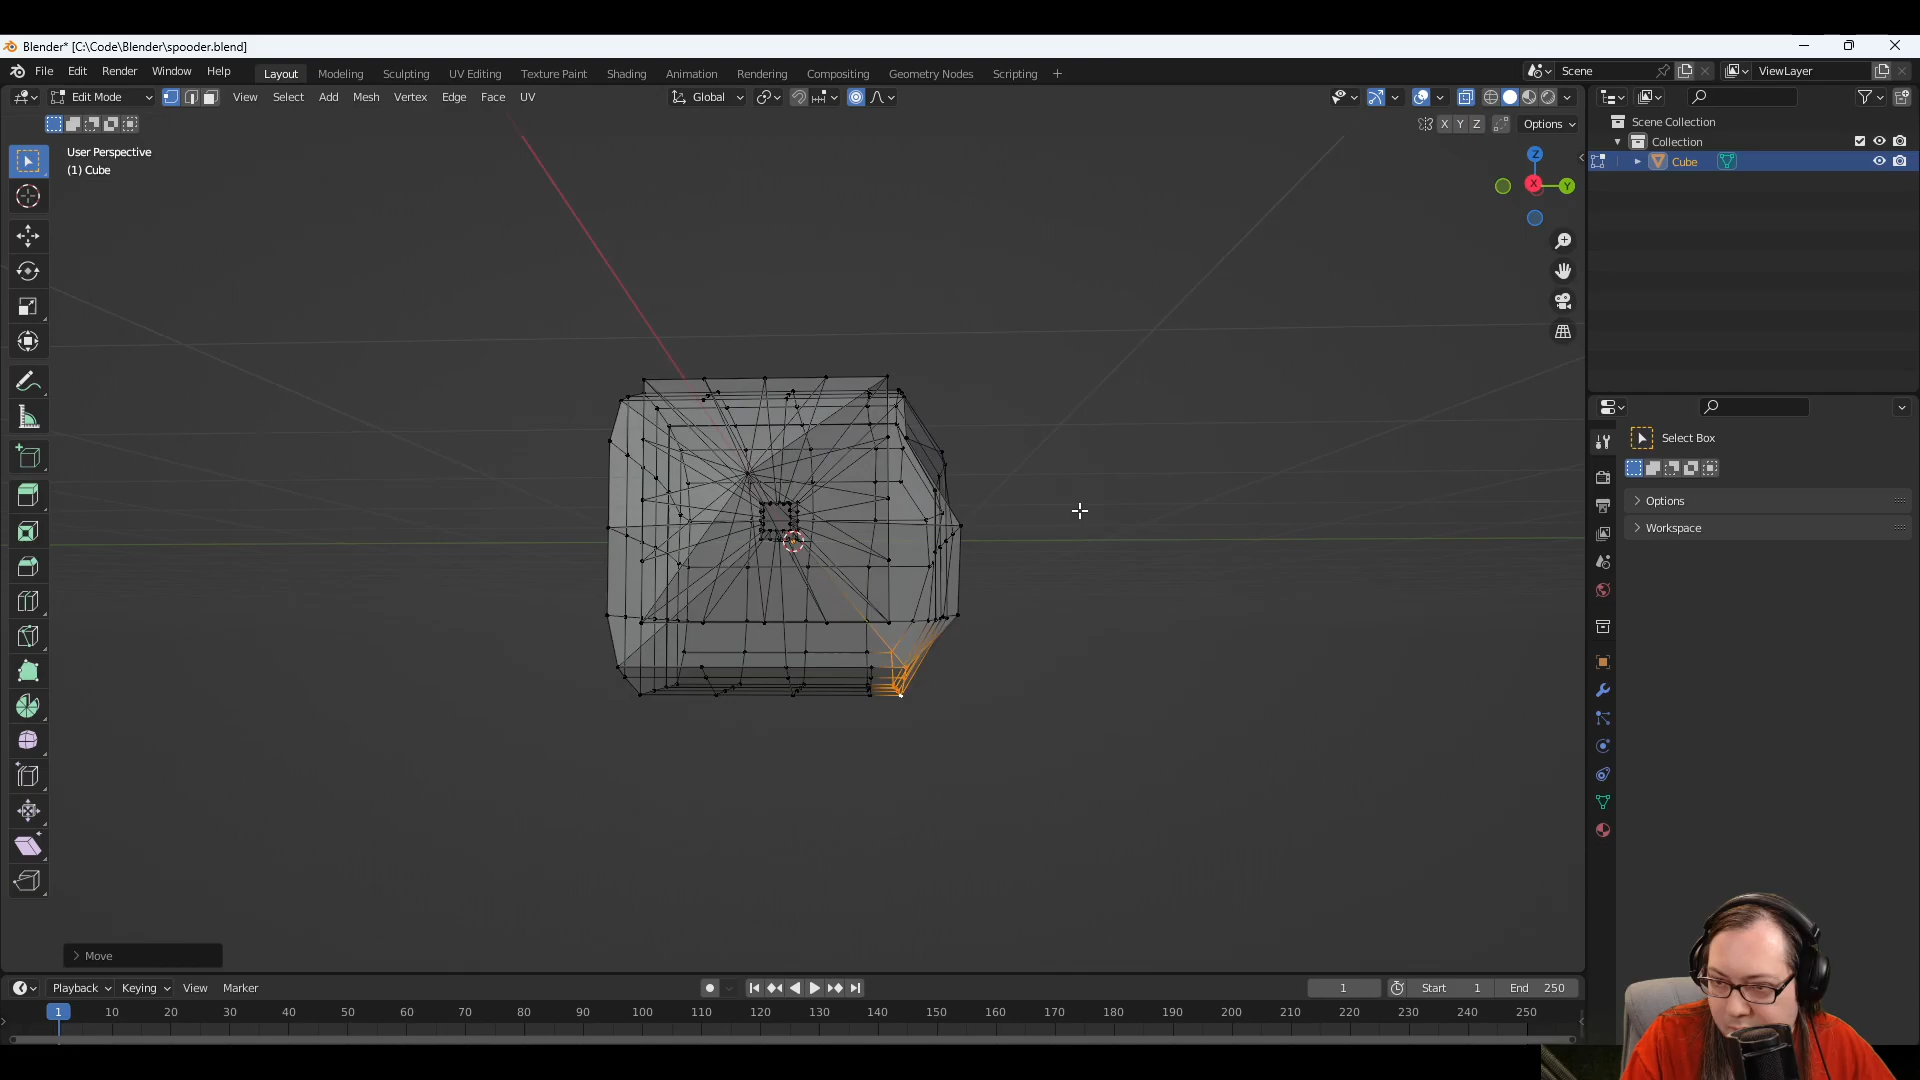 Blender* [C:\Code\Blender\spooder.blend]
File Edit Render Window Help
Layout Modeling Sculpting UV Editing Texture Paint Shading Animation Rendering Compositing Geometry Nodes Scripting +
Scene
ViewLayer
Edit Mode
View Select Add Mesh Vertex Edge Face UV
Global
X Y Z
Options
User Perspective
(1) Cube
Z
X
Y
Scene Collection
Collection
Cube
Select Box
Options
Workspace
Move
Playback Keying View Marker
1
Start 1
End 250
1 10 20 30 40 50 60 70 80 90 100 110 120 130 140 150 160 170 180 190 200 210 220 230 240 250